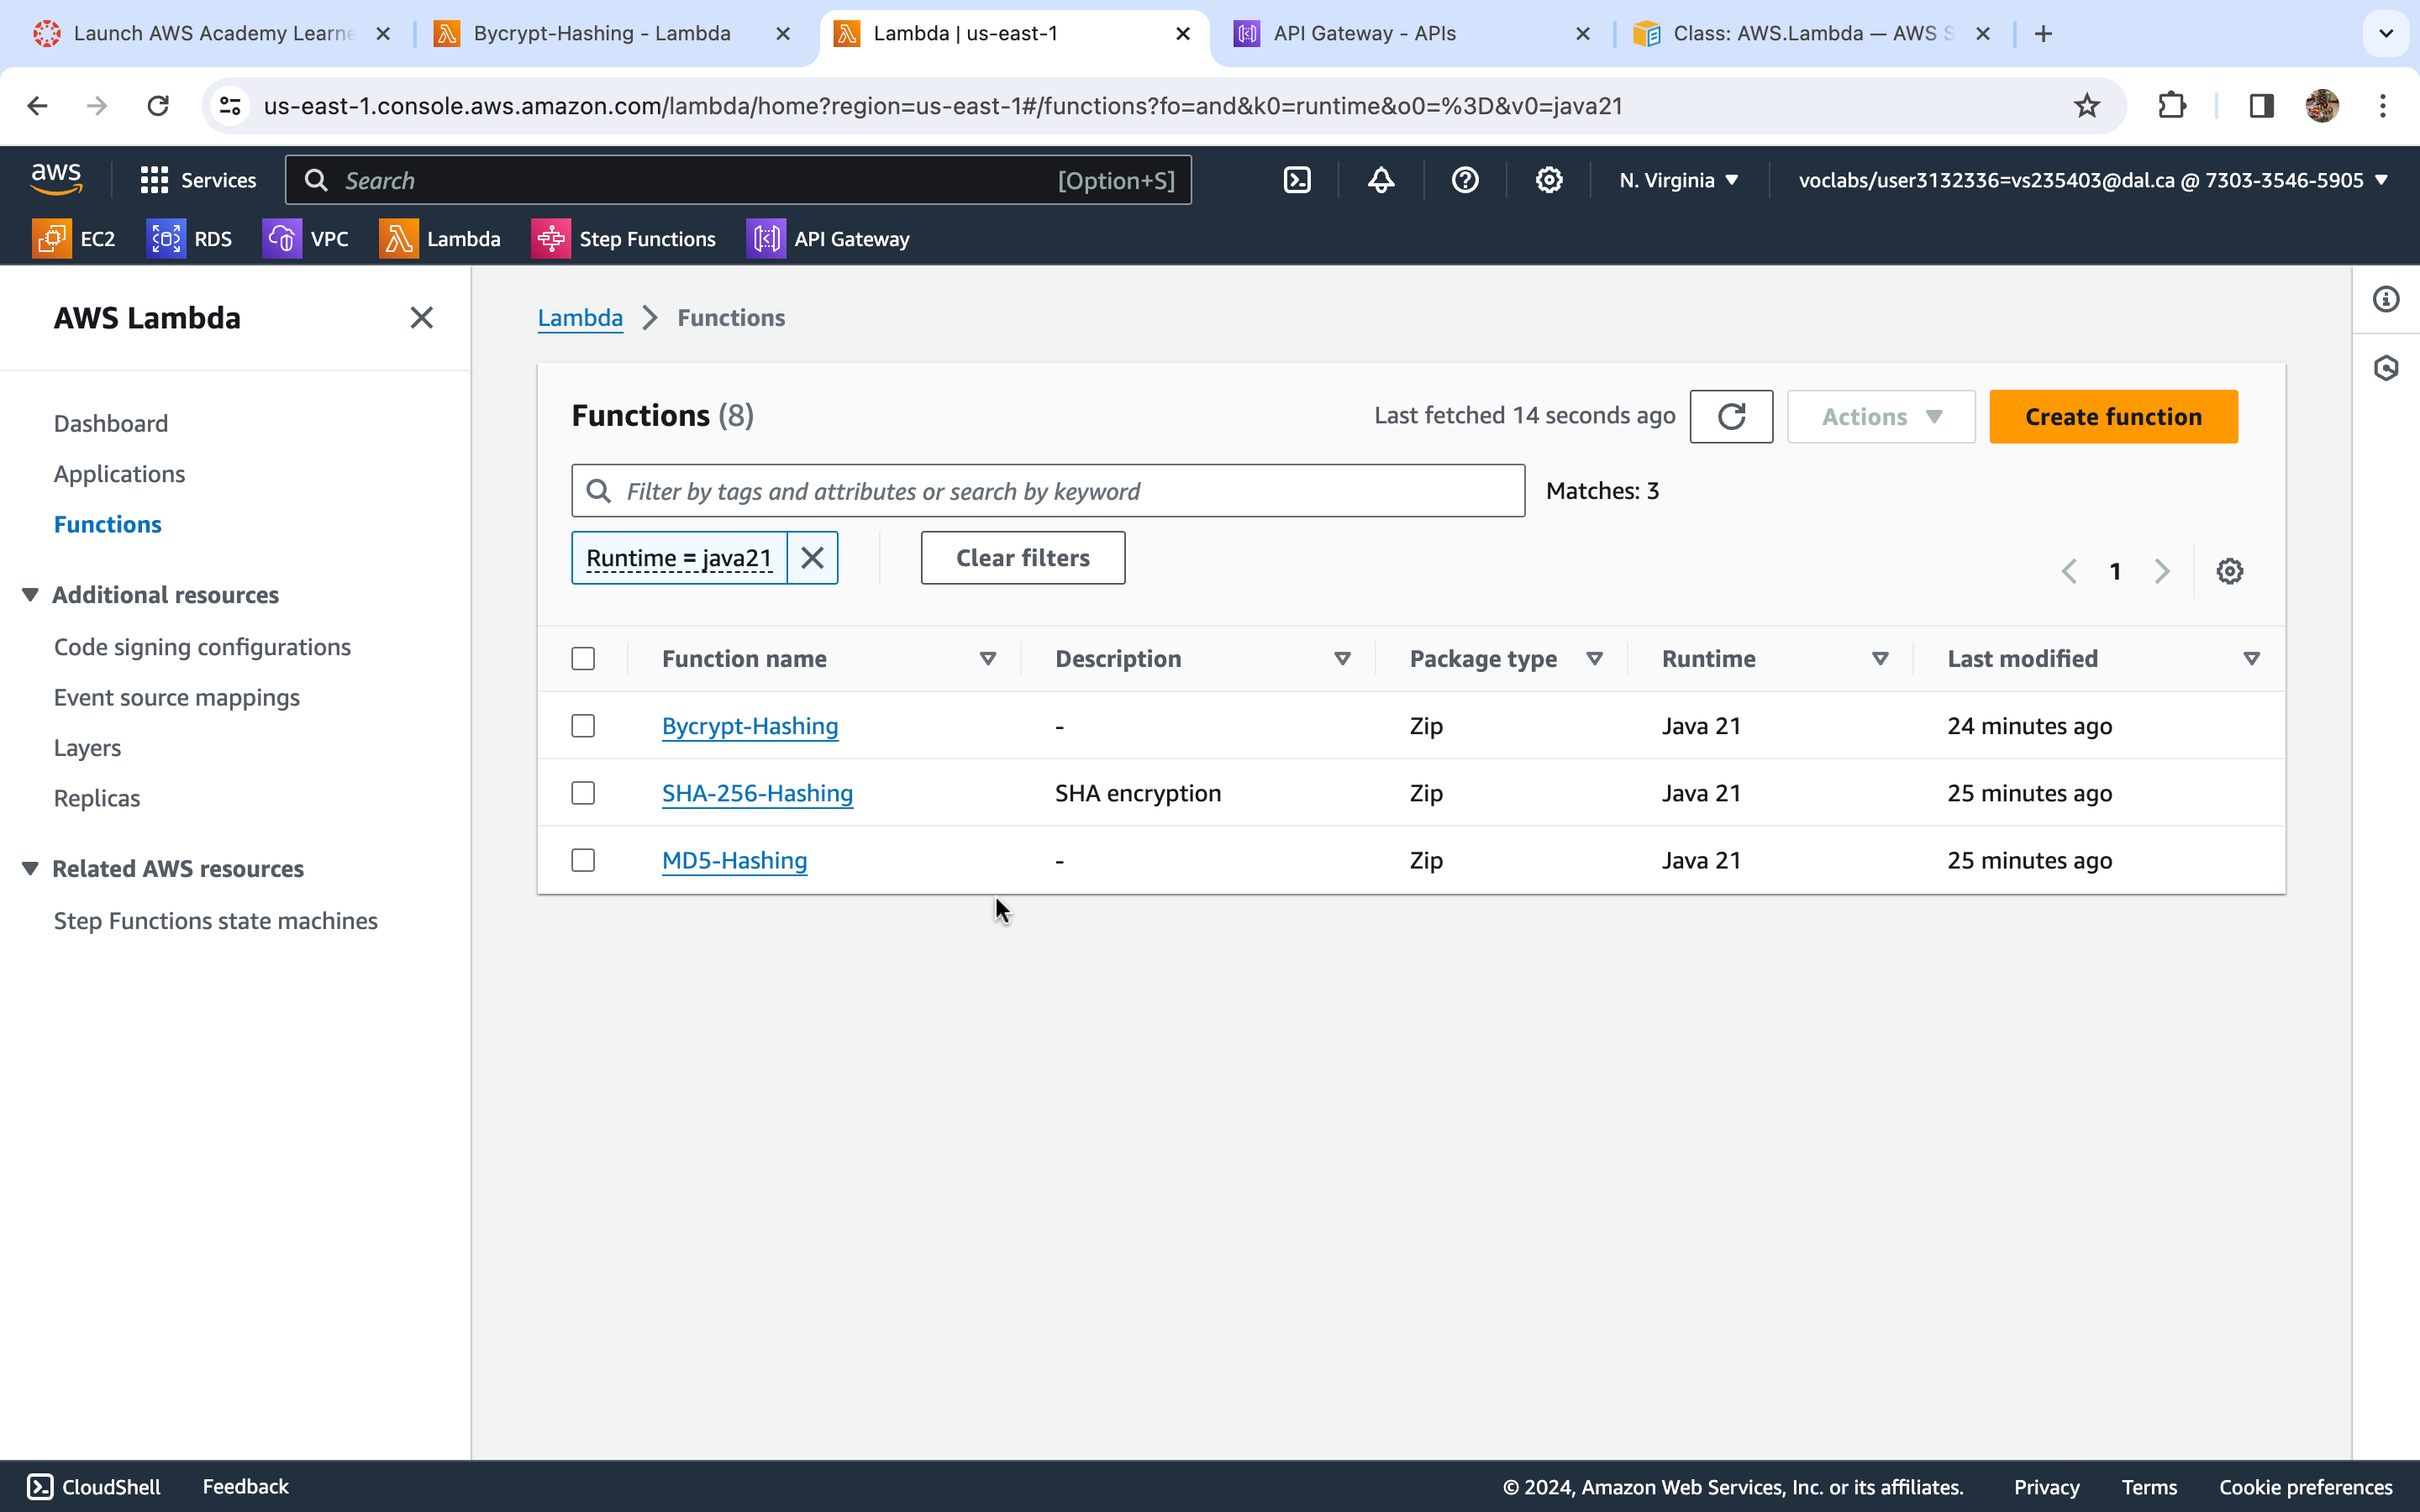 Launch AWS Academy Learne
Bycrypt-Hashing - Lambda
Lambda | us-east-1
API Gateway - APIs
Class: AWS.Lambda — AWS S
us-east-1.console.aws.amazon.com/lambda/home?region=us-east-1#/functions?fo=and&k0=runtime&o0=%3D&v0=java21
aws
Services
Search
[Option+S]
N. Virginia
voclabs/user3132336=vs235403@dal.ca @ 7303-3546-5905
EC2
RDS
VPC
Lambda
Step Functions
API Gateway
AWS Lambda
Dashboard
Applications
Functions
Additional resources
Code signing configurations
Event source mappings
Layers
Replicas
Related AWS resources
Step Functions state machines
Lambda
Functions
Functions (8)
Last fetched 14 seconds ago
Actions
Create function
Filter by tags and attributes or search by keyword
Matches: 3
Runtime = java21
Clear filters
1
Function name Description Package type Runtime Last modified
Bycrypt-Hashing - Zip Java 21 24 minutes ago
SHA-256-Hashing SHA encryption Zip Java 21 25 minutes ago
MD5-Hashing - Zip Java 21 25 minutes ago
CloudShell
Feedback
© 2024, Amazon Web Services, Inc. or its affiliates.
Privacy
Terms
Cookie preferences